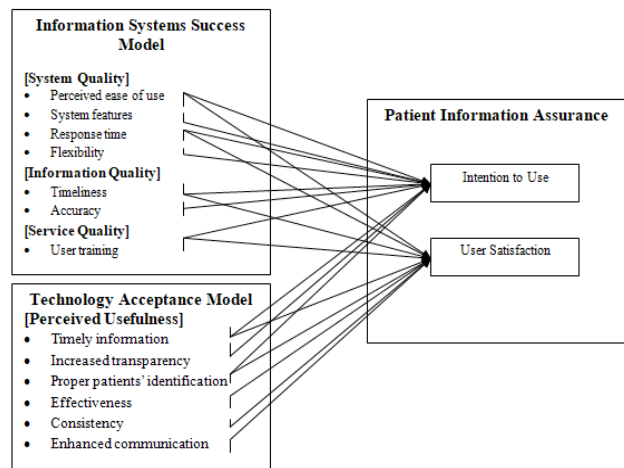 Information Systems Success
Model
[System Quality]
• Perceived ease of use
• System features
• Response time
• Flexibility
[Information Quality]
• Timeliness
• Accuracy
[Service Quality]
• User training
Technology Acceptance Model
[Perceived Usefulness]
• Timely information
• Increased transparency
• Proper patients' identification
• Effectiveness
• Consistency
• Enhanced communication
Patient Information Assurance
Intention to Use
User Satisfaction